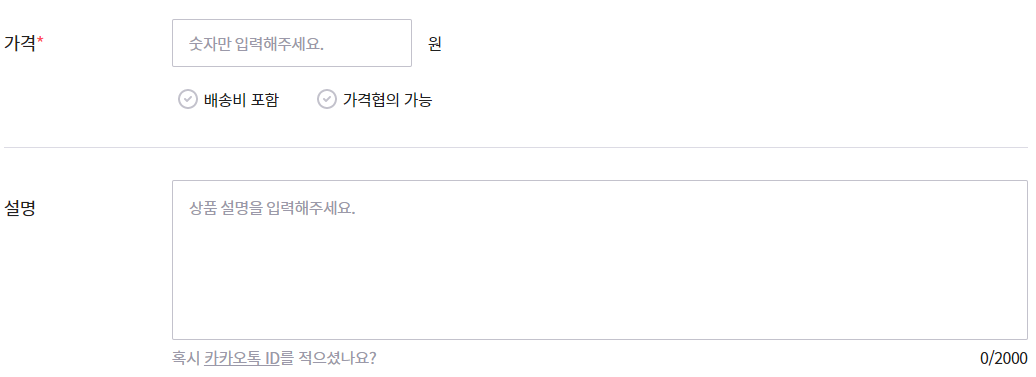 가격*
숫자만 입력해주세요.
원
배송비 포함
가격협의 가능
설명
상품 설명을 입력해주세요.
혹시 카카오톡 ID를 적으셨나요?
0/2000